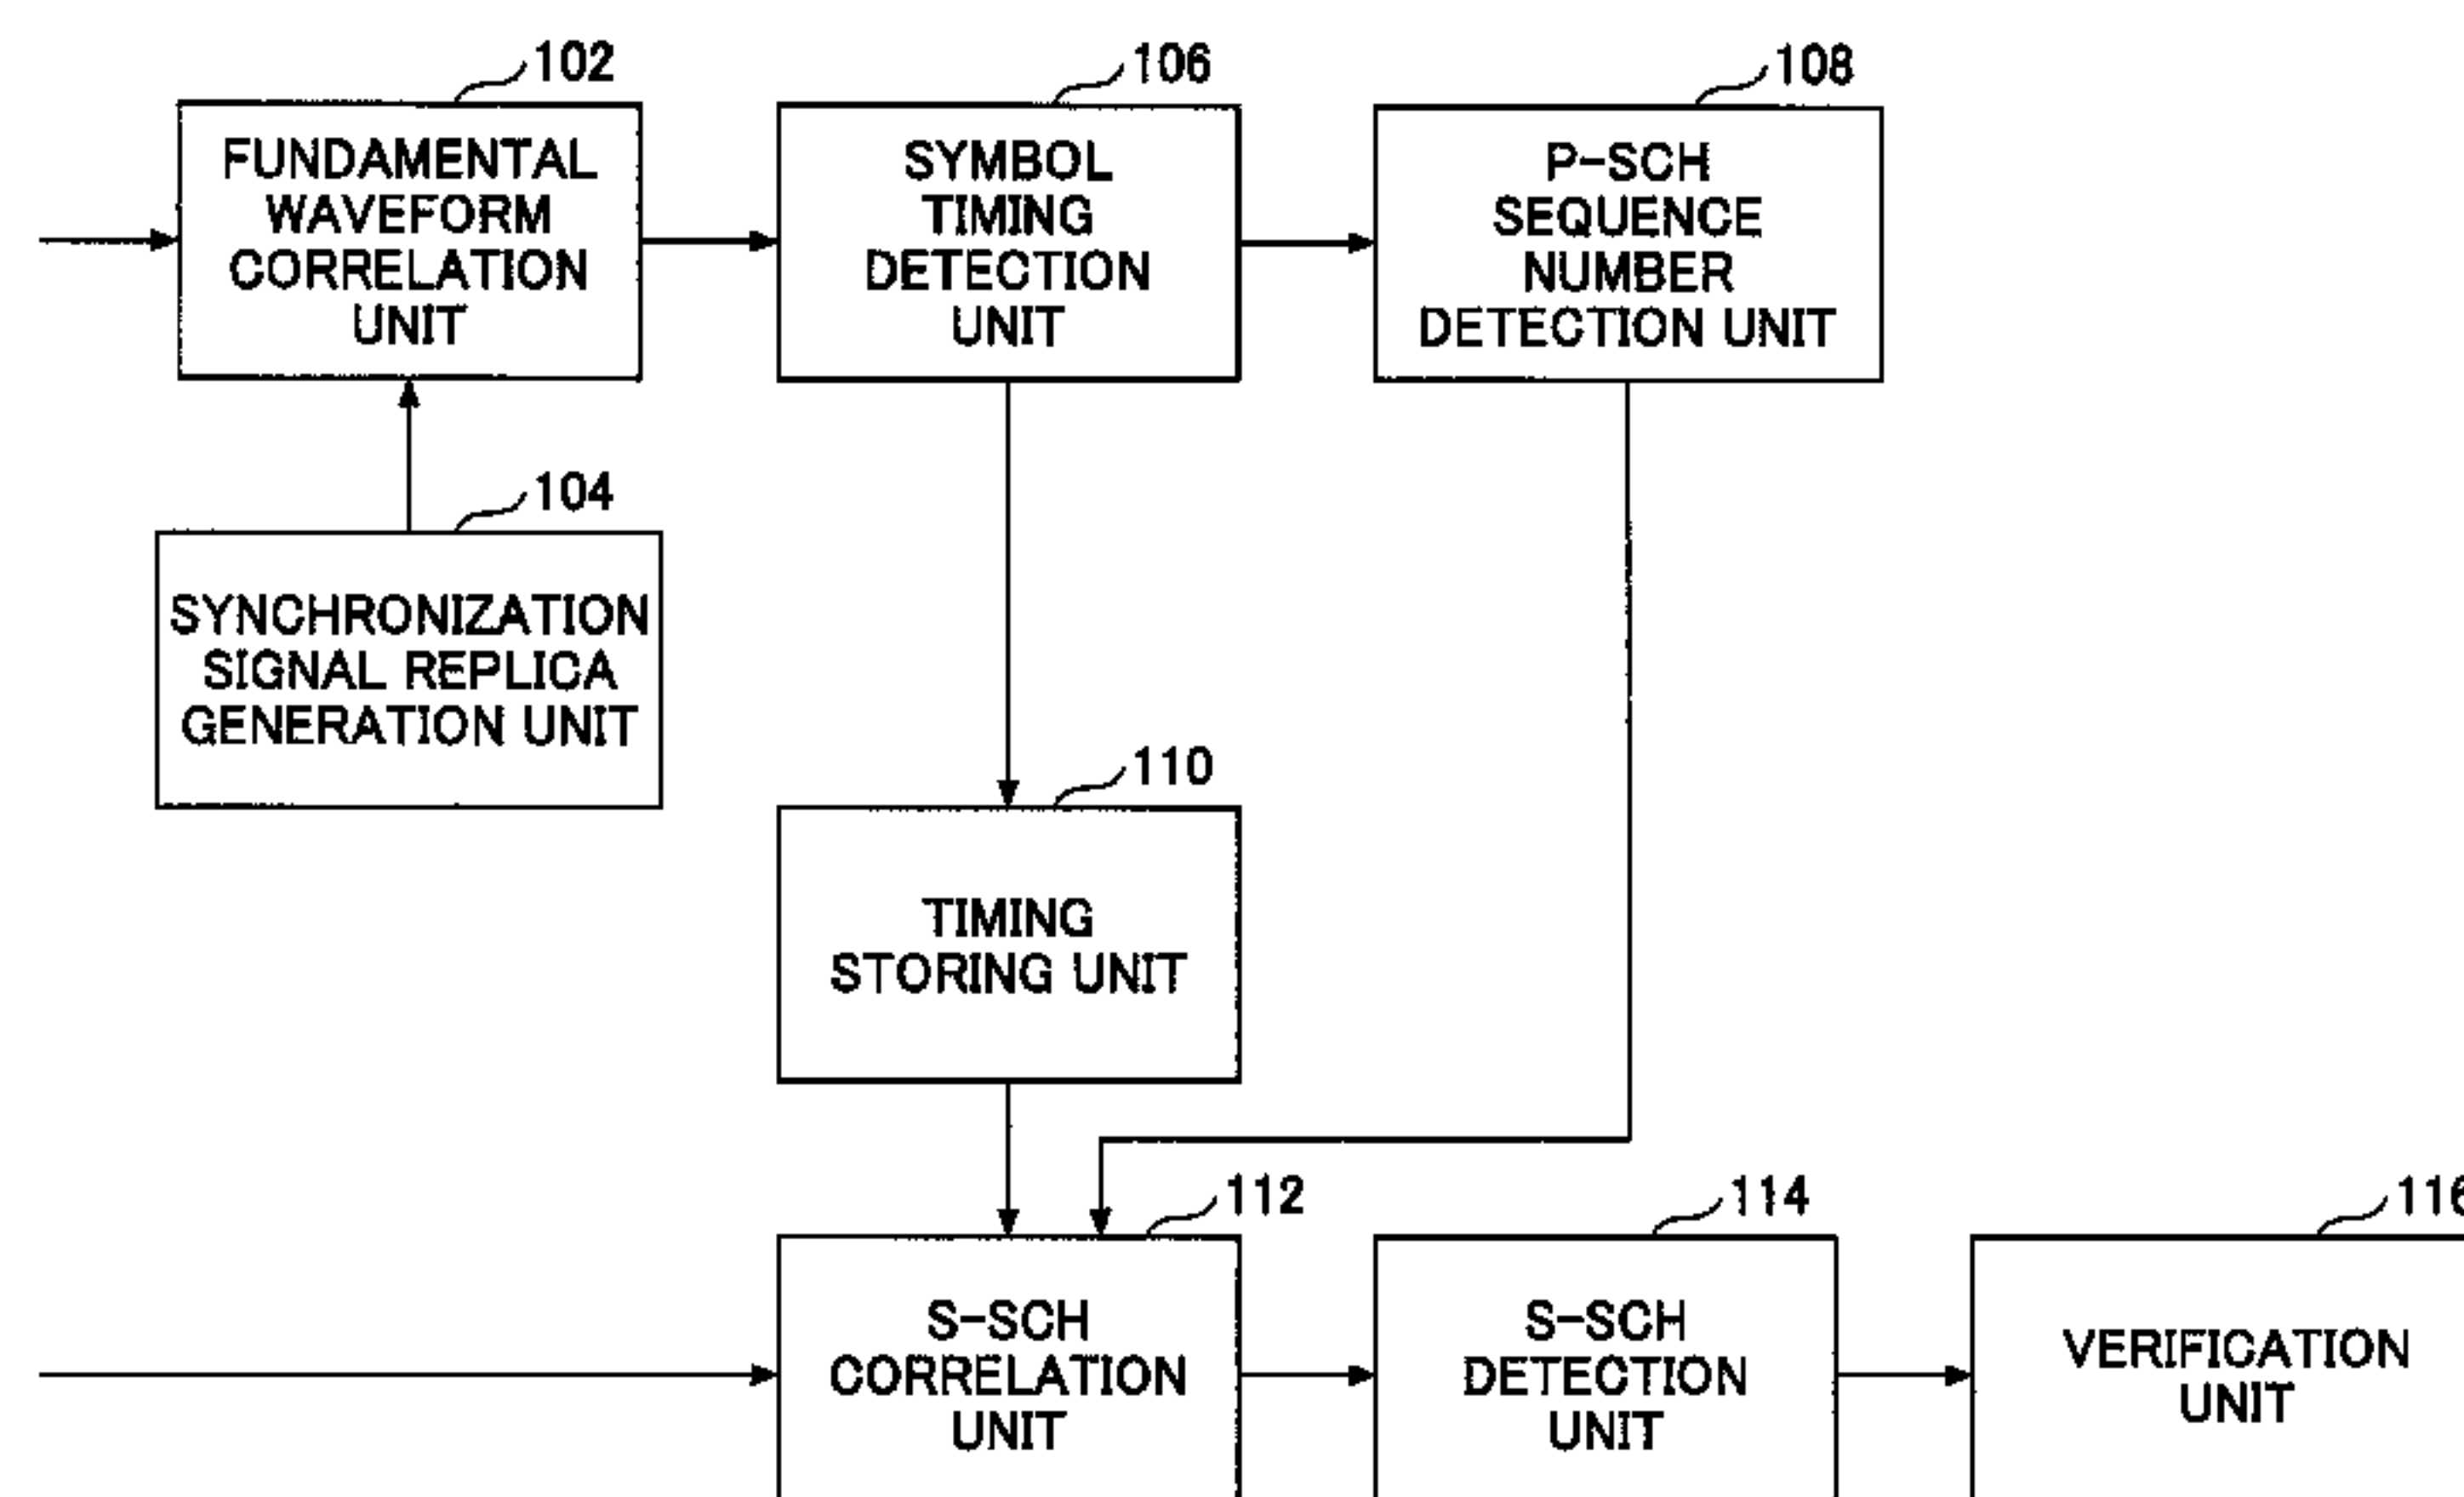 102
106
108
FUNDAMENTAL
WAVEFORM
CORRELATION
UNIT
SYMBOL
TIMING
DETECTION
UNIT
P-SCH
SEQUENCE
NUMBER
DETECTION UNIT
104
SYNCHRONIZATION
SIGNAL REPLICA
GENERATION UNIT
110
TIMING
STORING UNIT
112
114
116
S-SCH
CORRELATION
UNIT
S-SCH
DETECTION
UNIT
VERIFICATION
UNIT